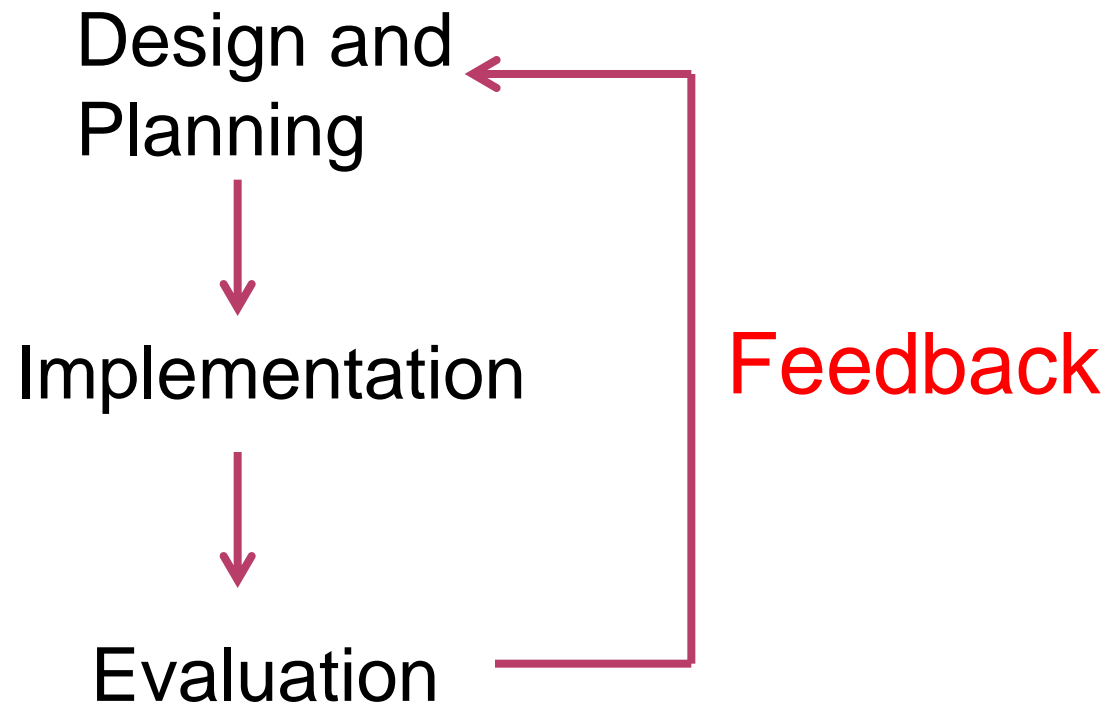 Design and
Planning
Implementation
Feedback
Evaluation